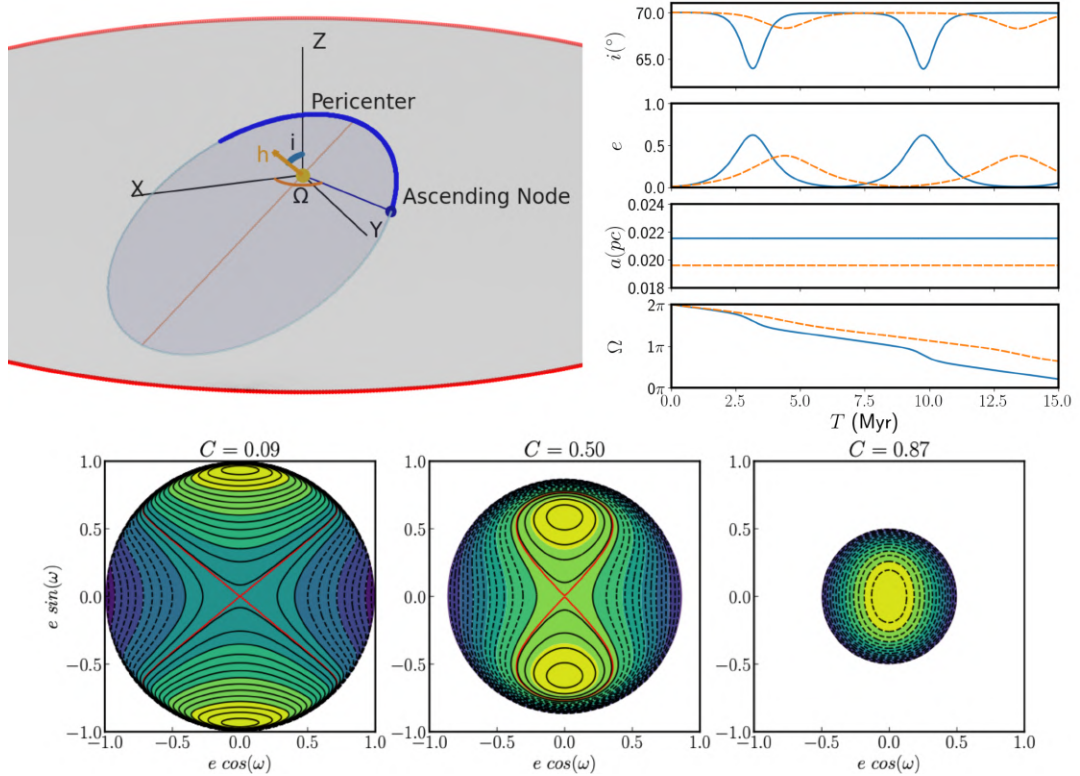 Z
Pericenter
i
h
X
Ω
Ascending Node
Y
70.0
65.0
i(°)
1.0
0.5
0.0
e
0.024
0.022
0.020
0.018
a(pc)
2π
1π
0π
Ω
0.0 2.5 5.0 7.5 10.0 12.5 15.0
T (Myr)
C = 0.09
1.0
0.5
0.0
−0.5
−1.0
e sin(ω)
−1.0 −0.5 0.0 0.5 1.0
e cos(ω)
C = 0.50
1.0
0.5
0.0
−0.5
−1.0
−1.0 −0.5 0.0 0.5 1.0
e cos(ω)
C = 0.87
1.0
0.5
0.0
−0.5
−1.0
−1.0 −0.5 0.0 0.5 1.0
e cos(ω)